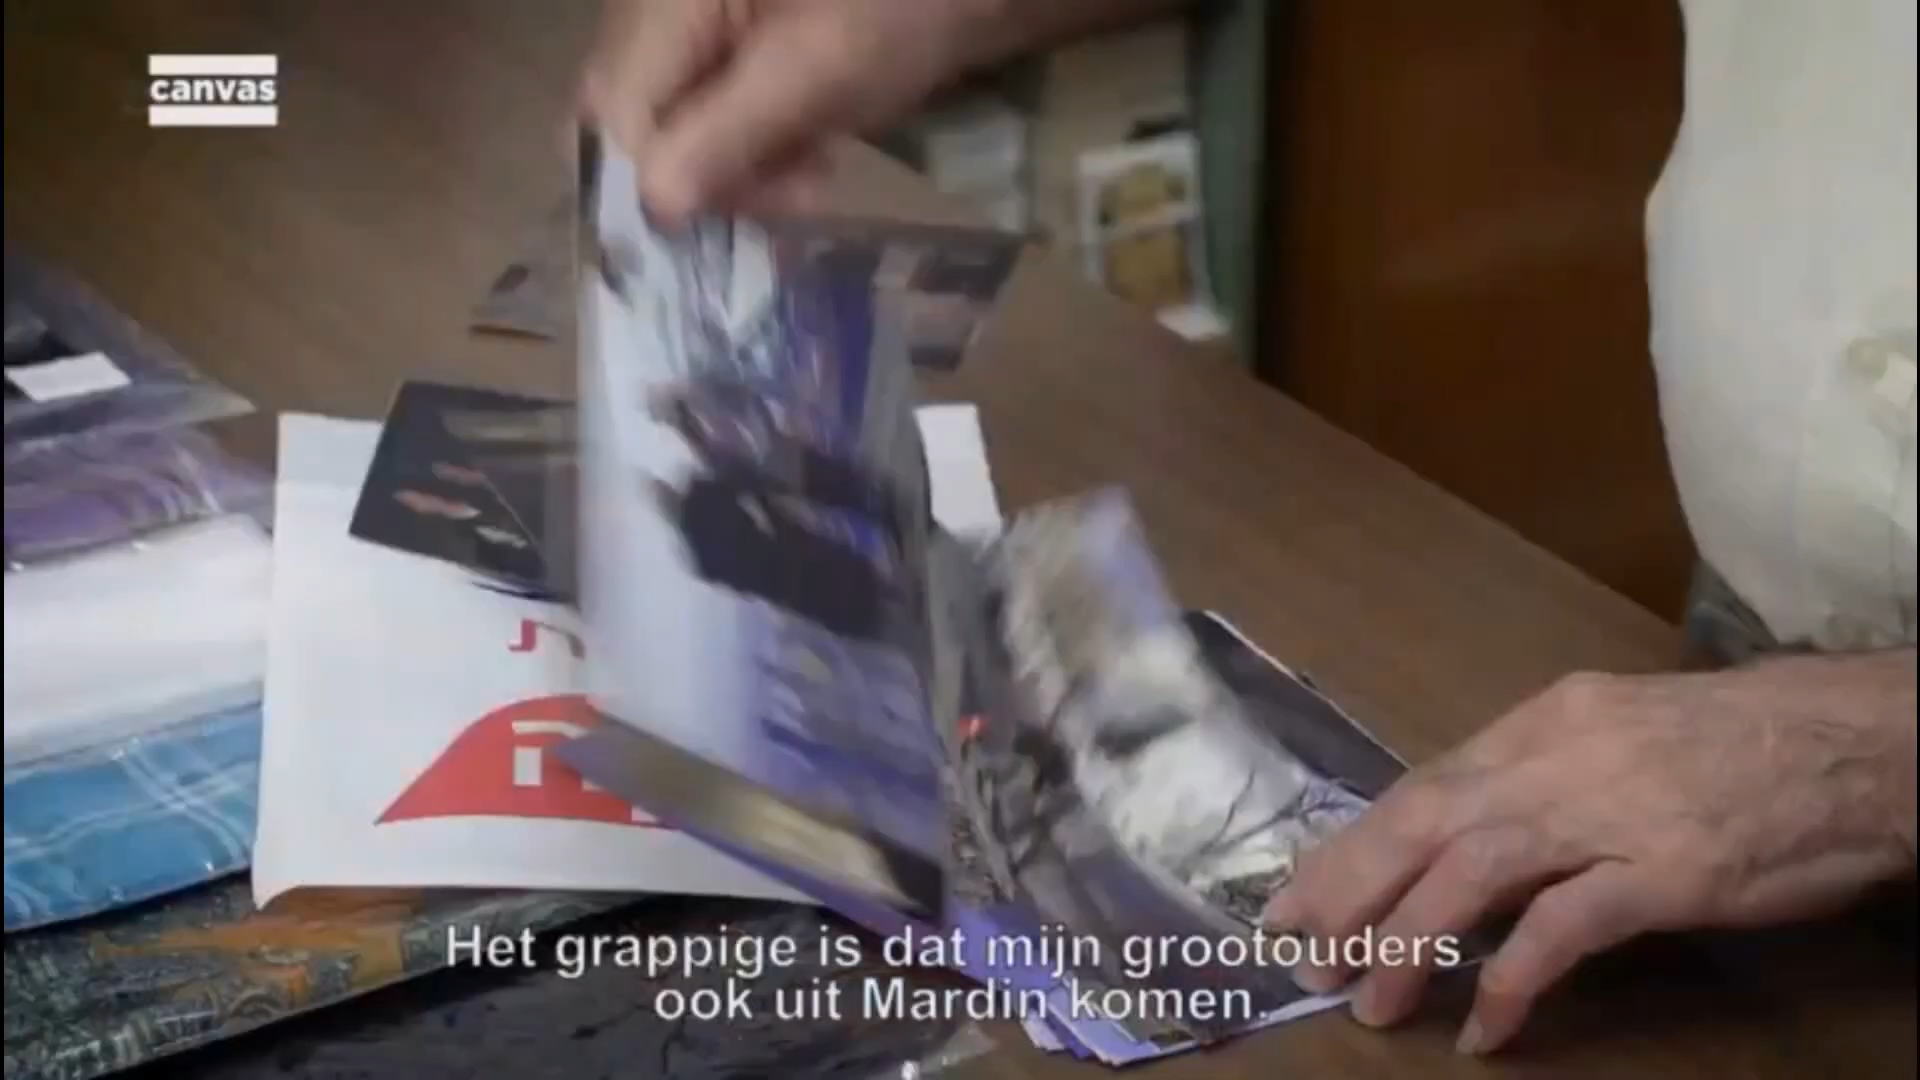 canvas
Het grappige is dat mijn grootouders
ook uit Mardin komen.